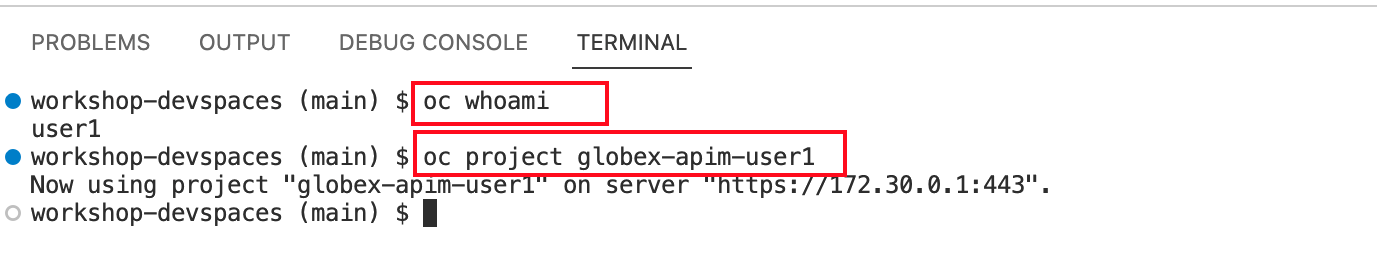 PROBLEMS OUTPUT DEBUG CONSOLE TERMINAL
workshop-devspaces (main) $ oc whoami
user1
workshop-devspaces (main) $ oc project globex-apim-user1
Now using project "globex-apim-user1" on server "https://172.30.0.1:443".
workshop-devspaces (main) $